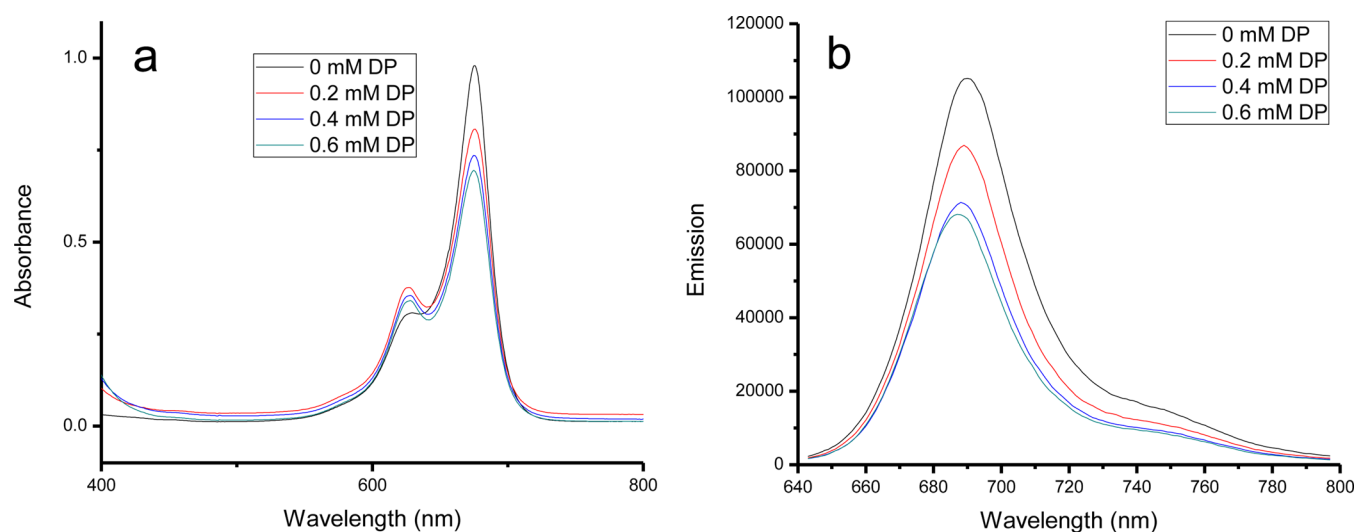 a
0 mM DP
0.2 mM DP
0.4 mM DP
0.6 mM DP
1.0
0.5
0.0
Absorbance
400
600
800
Wavelength (nm)
b
0 mM DP
0.2 mM DP
0.4 mM DP
0.6 mM DP
120000
100000
80000
60000
40000
20000
0
Emission
640
660
680
700
720
740
760
780
800
Wavelength (nm)